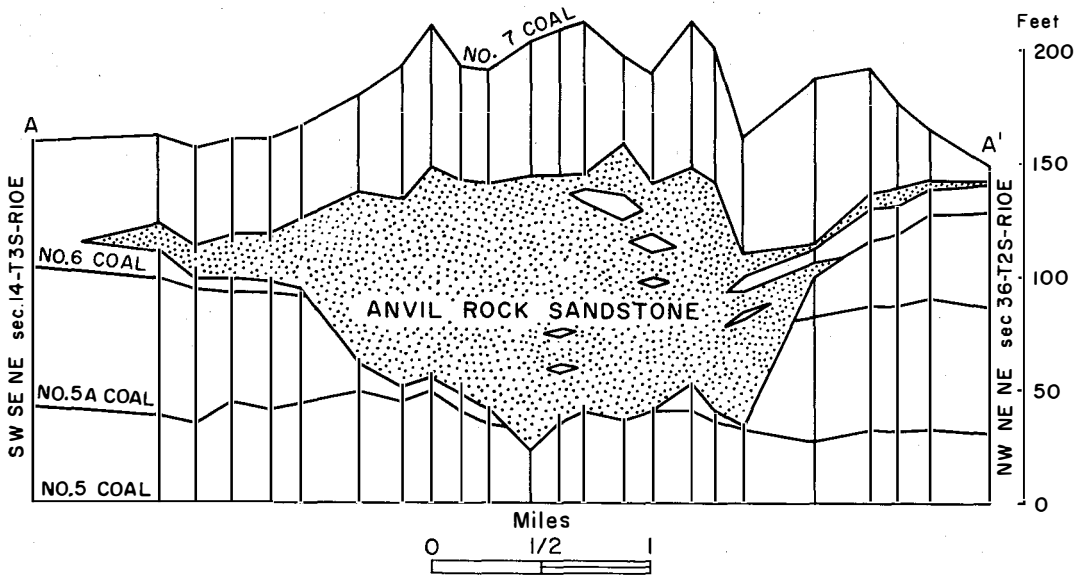 Feet
NO. 7 COAL
200
A
A'
150
NO.6 COAL
100
ANVIL ROCK SANDSTONE
NO.5A COAL
50
NO.5 COAL
0
SW SE NE sec.14-T3S-R10E
NW NE NE sec 36-T2S-R10E
Miles
0 1/2 1